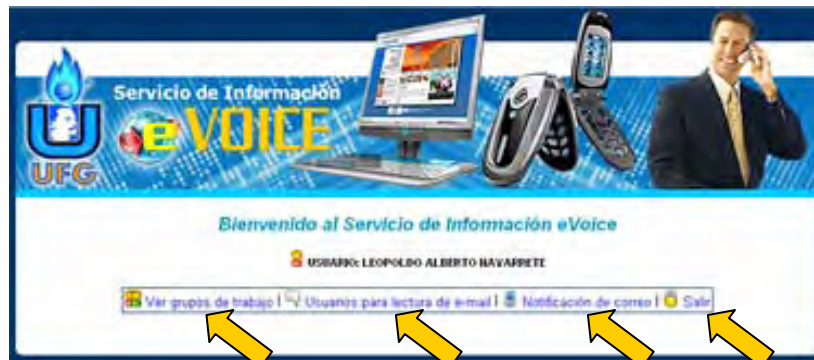 Servicio de Información
e VOICE
UFG
Bienvenido al Servicio de Información eVoice
USUARIO: LEOPOLDO ALBERTO NAVARRETE
Ver grupos de trabajo | Usuarios para lectura de e-mail | Notificación de correo | Salir